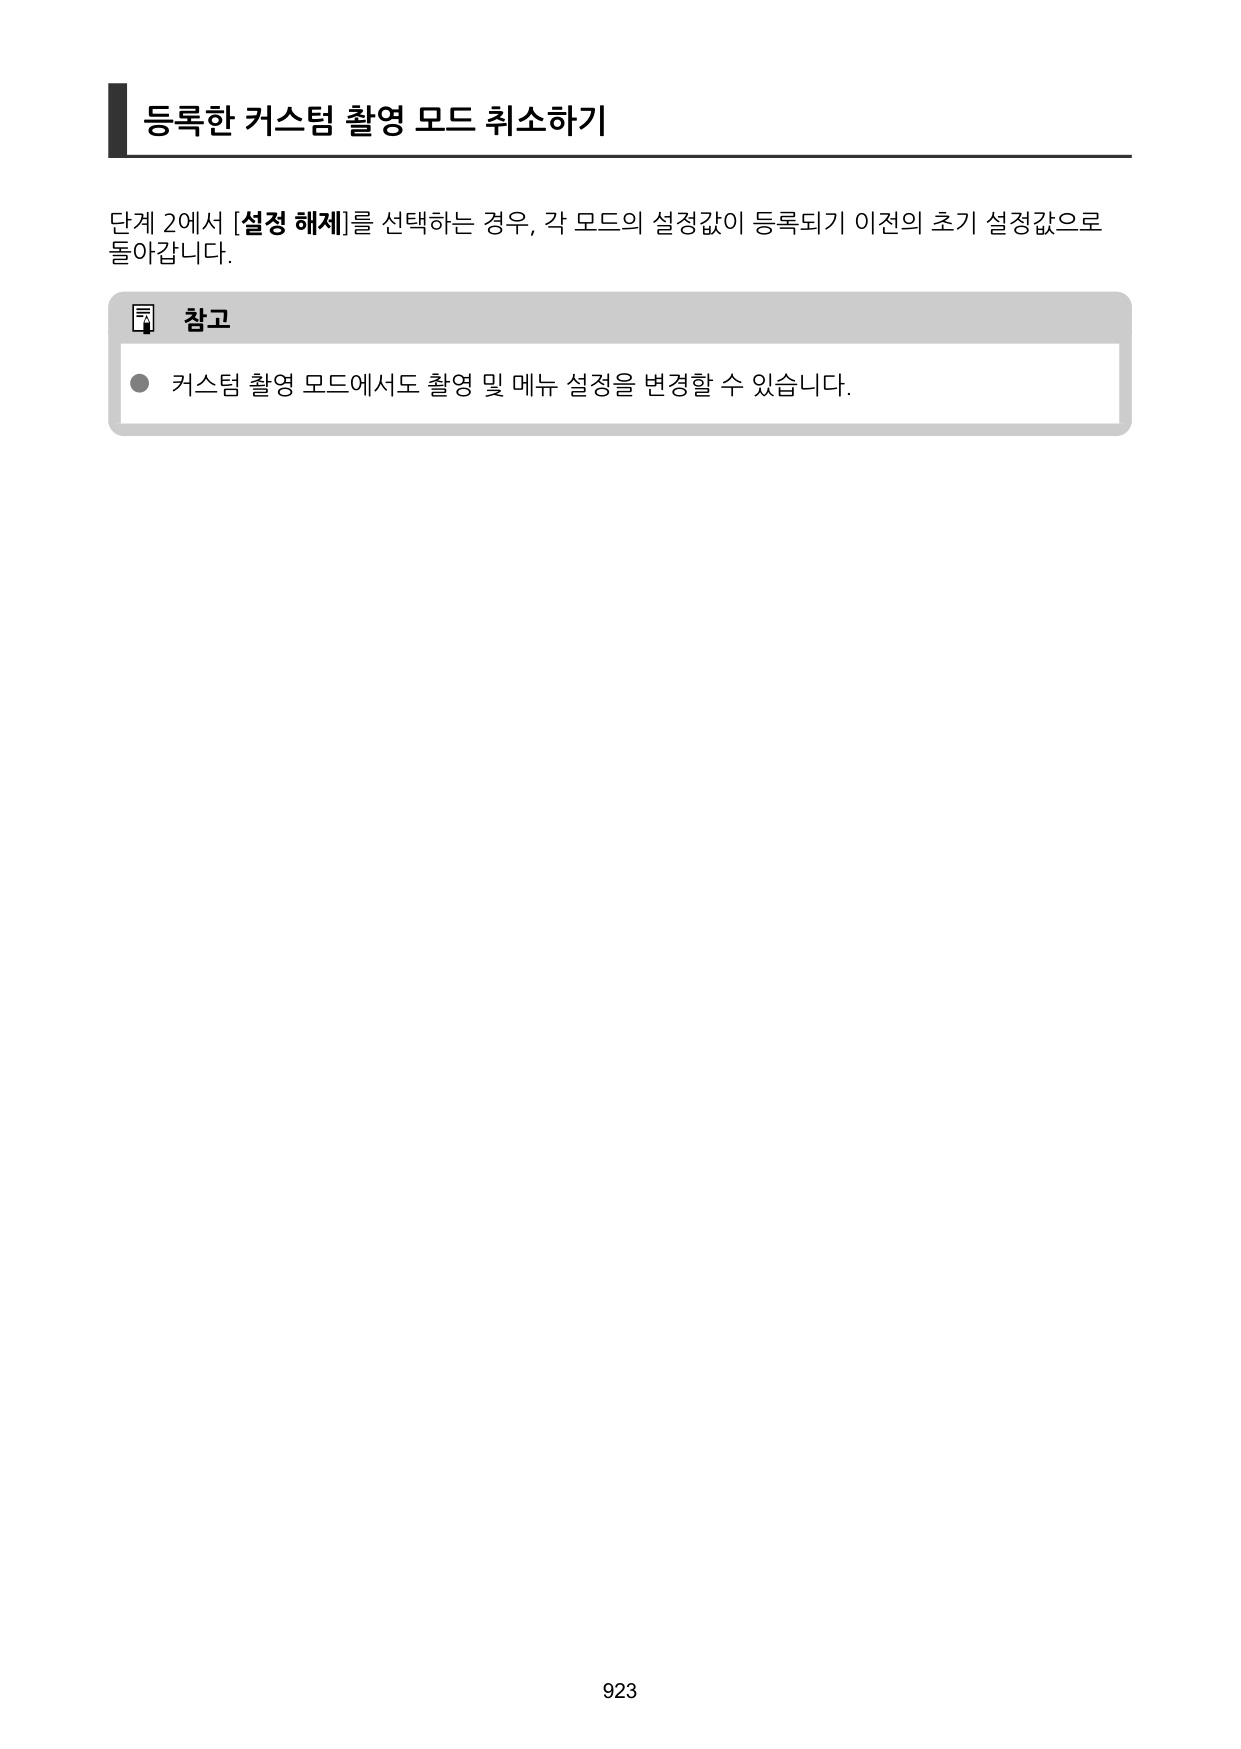 등록한 커스텀 촬영 모드 취소하기
단계 2에서 [설정 해제]를 선택하는 경우, 각 모드의 설정값이 등록되기 이전의 초기 설정값으로
돌아갑니다.
참고
● 커스텀 촬영 모드에서도 촬영 및 메뉴 설정을 변경할 수 있습니다.
923